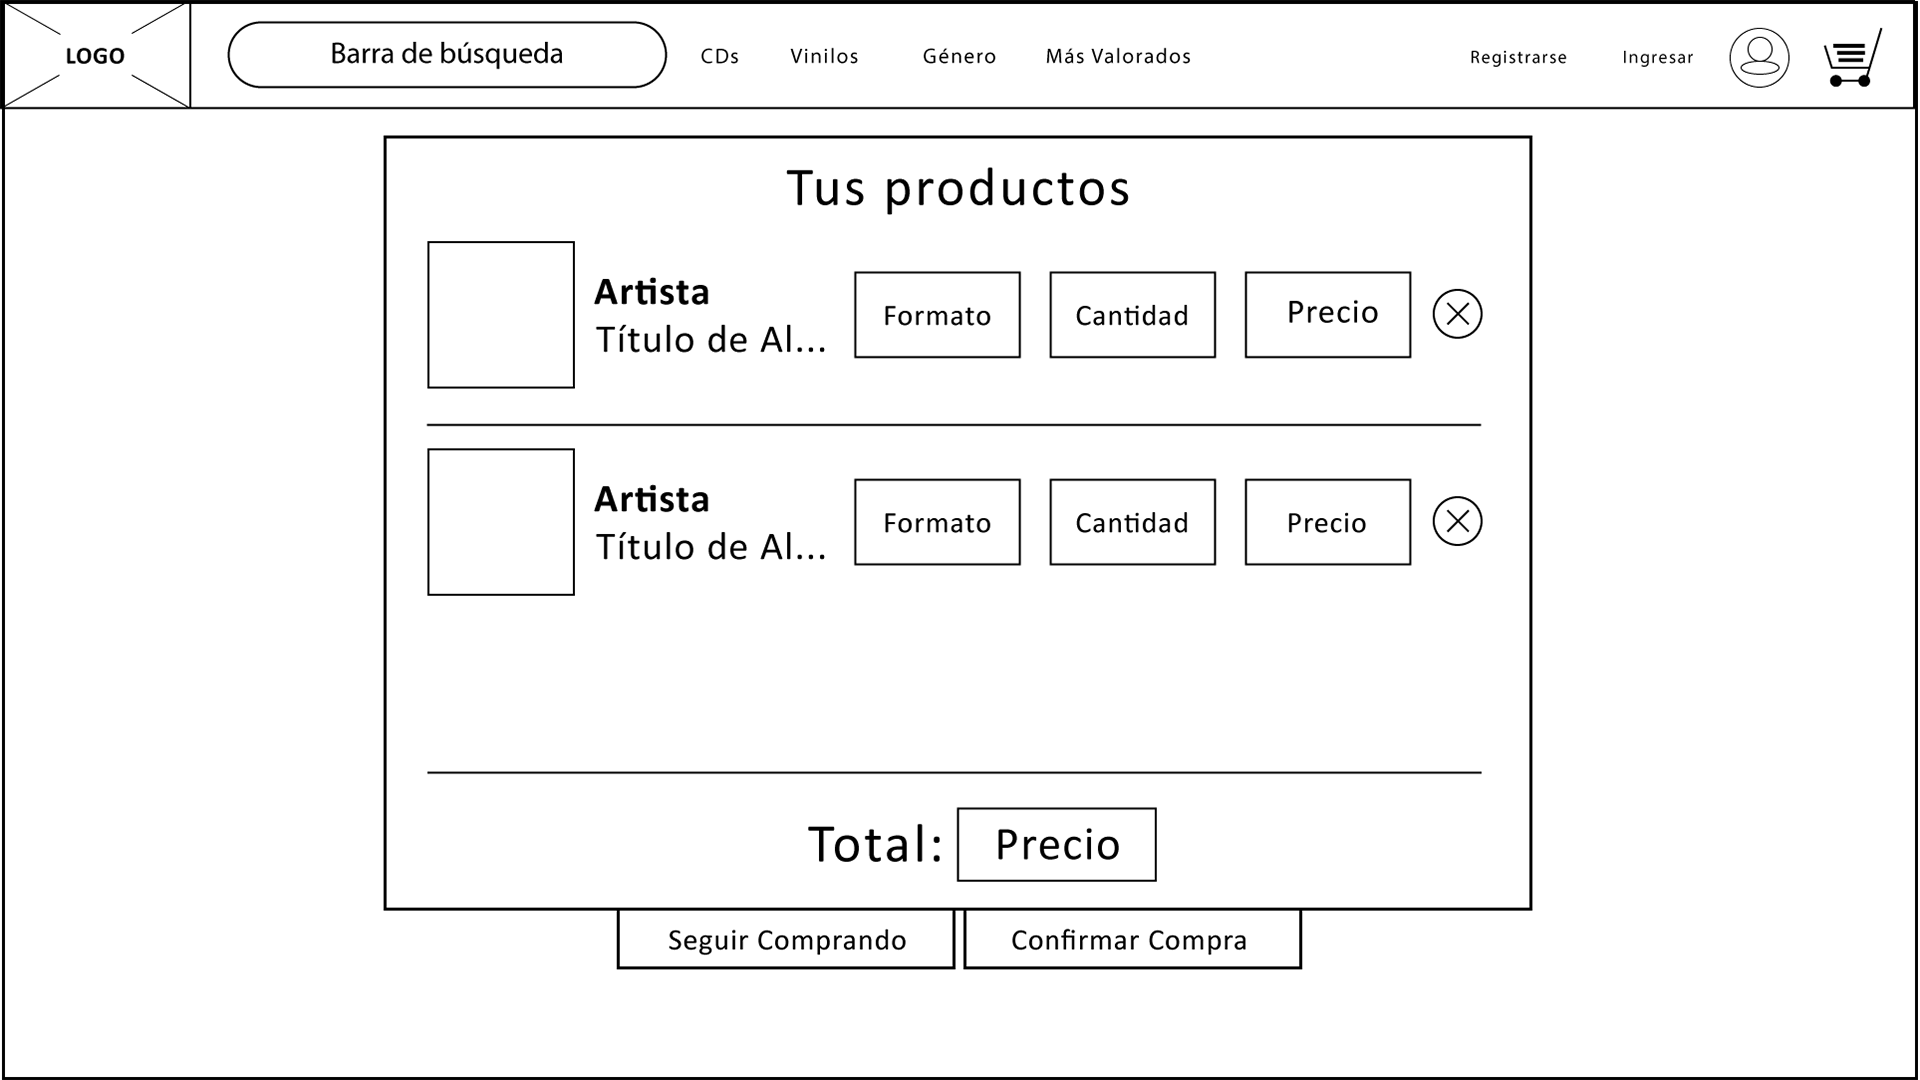 LOGO
Barra de búsqueda
CDs
Vinilos
Género
Más Valorados
Registrarse
Ingresar
Tus productos
Artista
Título de Al...
Formato
Cantidad
Precio
Artista
Título de Al...
Formato
Cantidad
Precio
Total:
Precio
Seguir Comprando
Confirmar Compra